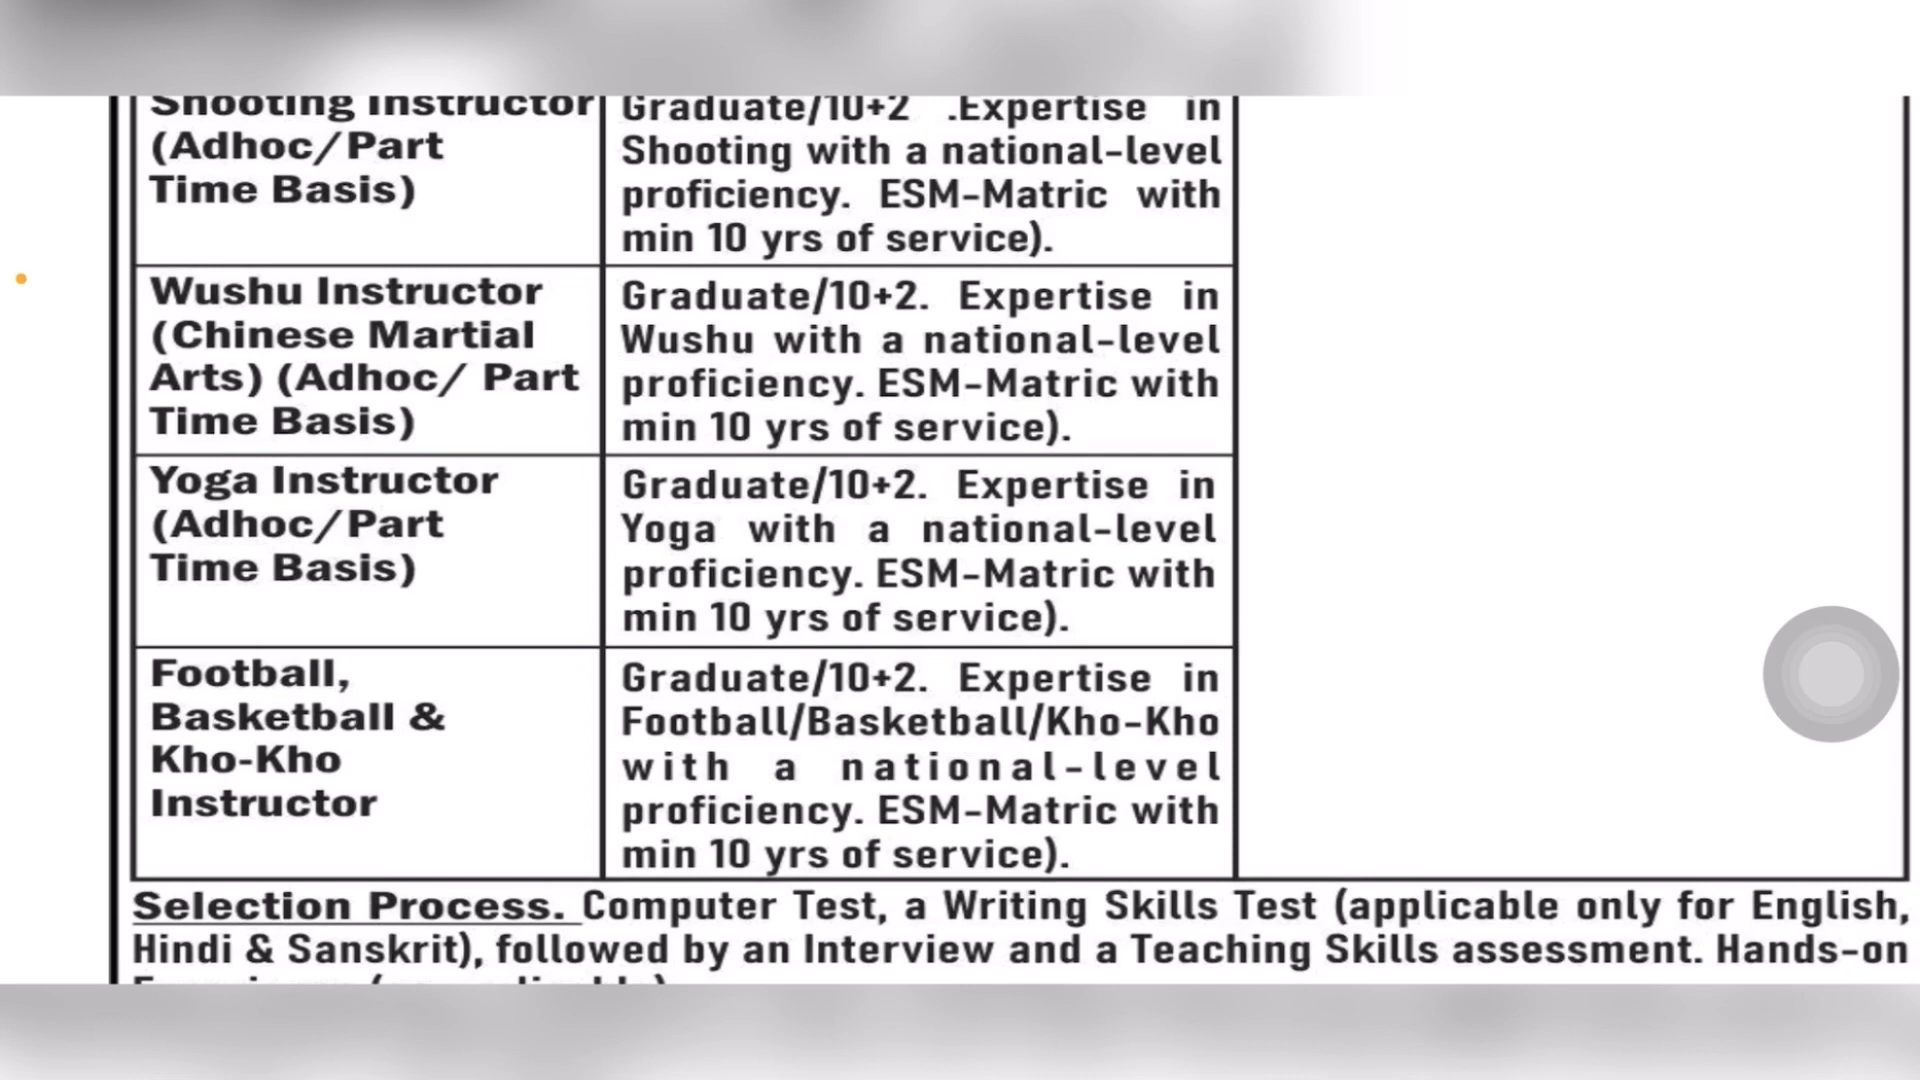 Shooting Instructor
(Adhoc/Part
Time Basis)
Graduate/10+2 .Expertise in
Shooting with a national-level
proficiency. ESM-Matric with
min 10 yrs of service).
Wushu Instructor
(Chinese Martial
Arts) (Adhoc/ Part
Time Basis)
Graduate/10+2. Expertise in
Wushu with a national-level
proficiency. ESM-Matric with
min 10 yrs of service).
Yoga Instructor
(Adhoc/Part
Time Basis)
Graduate/10+2. Expertise in
Yoga with a national-level
proficiency. ESM-Matric with
min 10 yrs of service).
Football,
Basketball &
Kho-Kho
Instructor
Graduate/10+2. Expertise in
Football/Basketball/Kho-Kho
with a national-level
proficiency. ESM-Matric with
min 10 yrs of service).
Selection Process. Computer Test, a Writing Skills Test (applicable only for English,
Hindi & Sanskrit), followed by an Interview and a Teaching Skills assessment. Hands-on